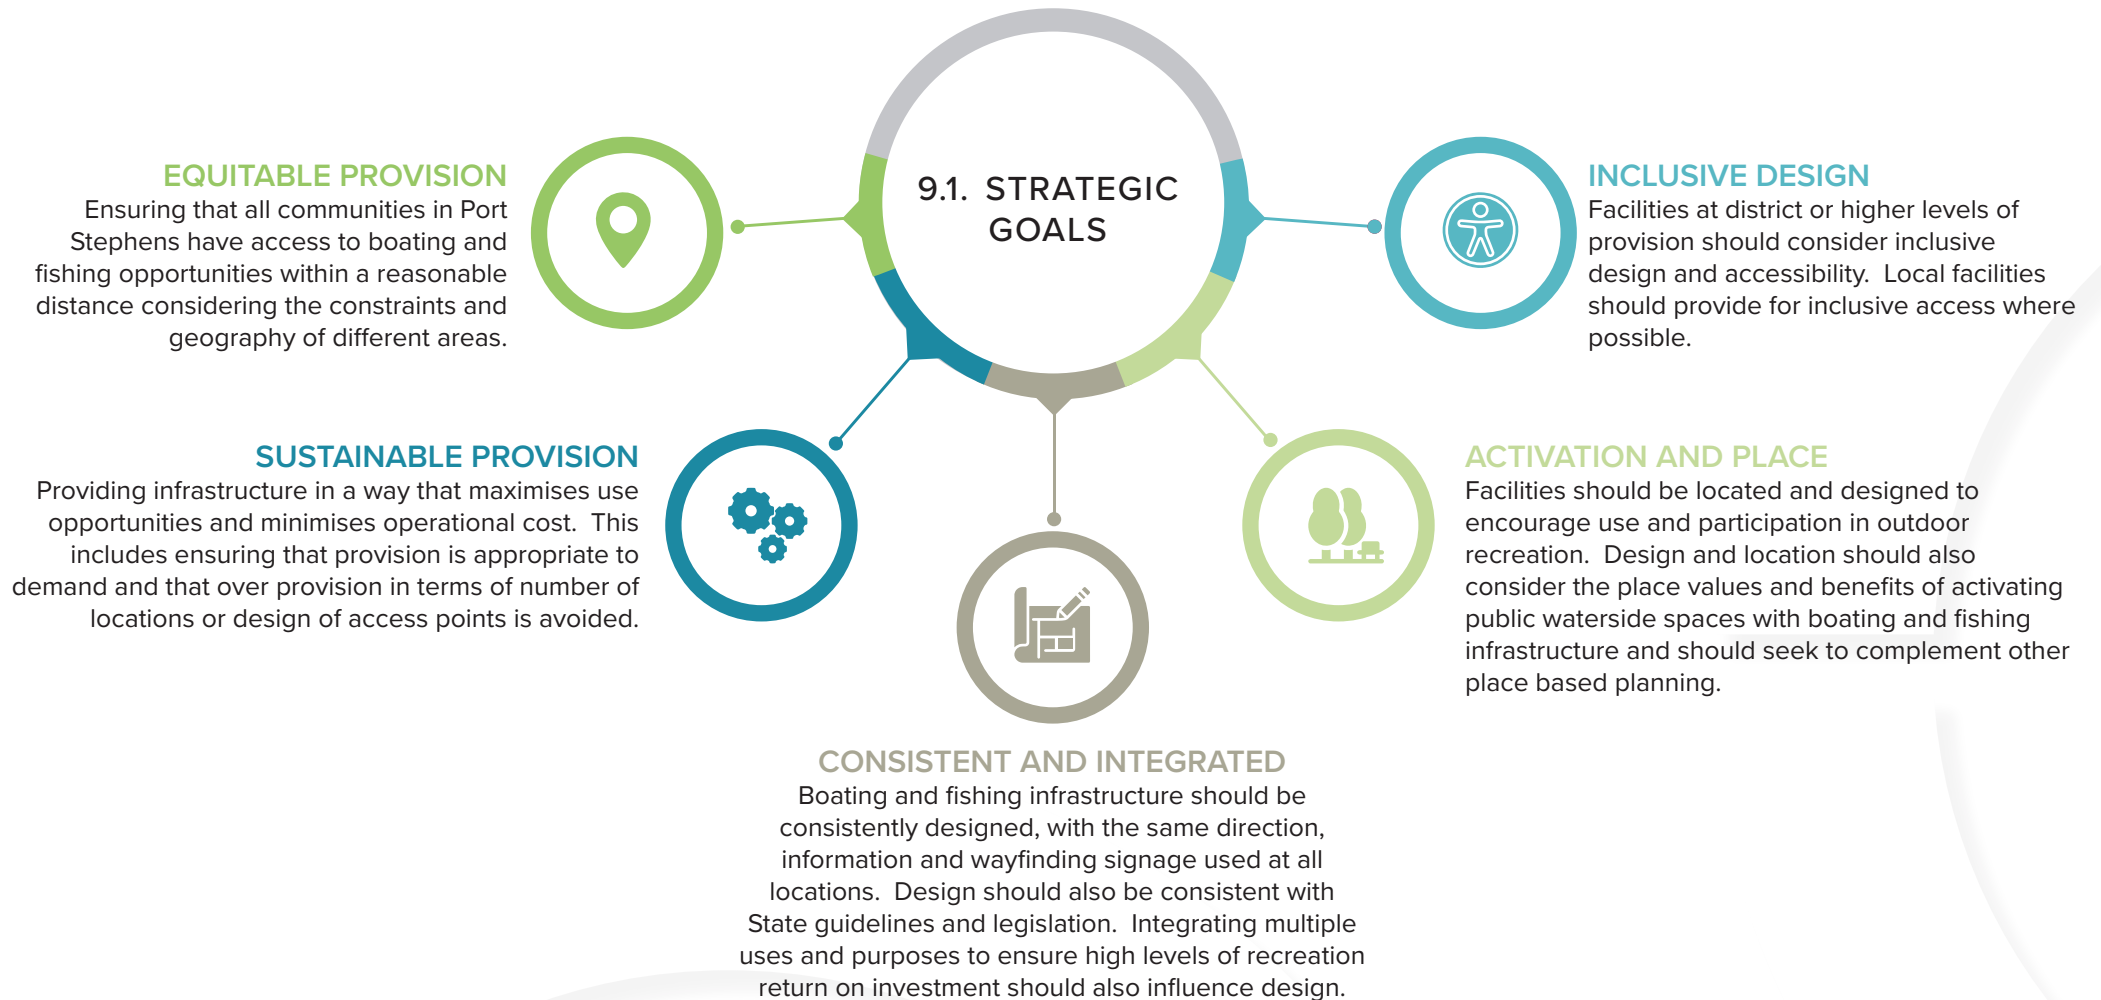 9.1. STRATEGIC
GOALS
EQUITABLE PROVISION
Ensuring that all communities in Port
Stephens have access to boating and
fishing opportunities within a reasonable
distance considering the constraints and
geography of different areas.
SUSTAINABLE PROVISION
Providing infrastructure in a way that maximises use
opportunities and minimises operational cost.  This
includes ensuring that provision is appropriate to
demand and that over provision in terms of number of
locations or design of access points is avoided.
CONSISTENT AND INTEGRATED
Boating and fishing infrastructure should be
consistently designed, with the same direction,
information and wayfinding signage used at all
locations.  Design should also be consistent with
State guidelines and legislation.  Integrating multiple
uses and purposes to ensure high levels of recreation
return on investment should also influence design.
ACTIVATION AND PLACE
Facilities should be located and designed to
encourage use and participation in outdoor
recreation.  Design and location should also
consider the place values and benefits of activating
public waterside spaces with boating and fishing
infrastructure and should seek to complement other
place based planning.
INCLUSIVE DESIGN
Facilities at district or higher levels of
provision should consider inclusive
design and accessibility.  Local facilities
should provide for inclusive access where
possible.